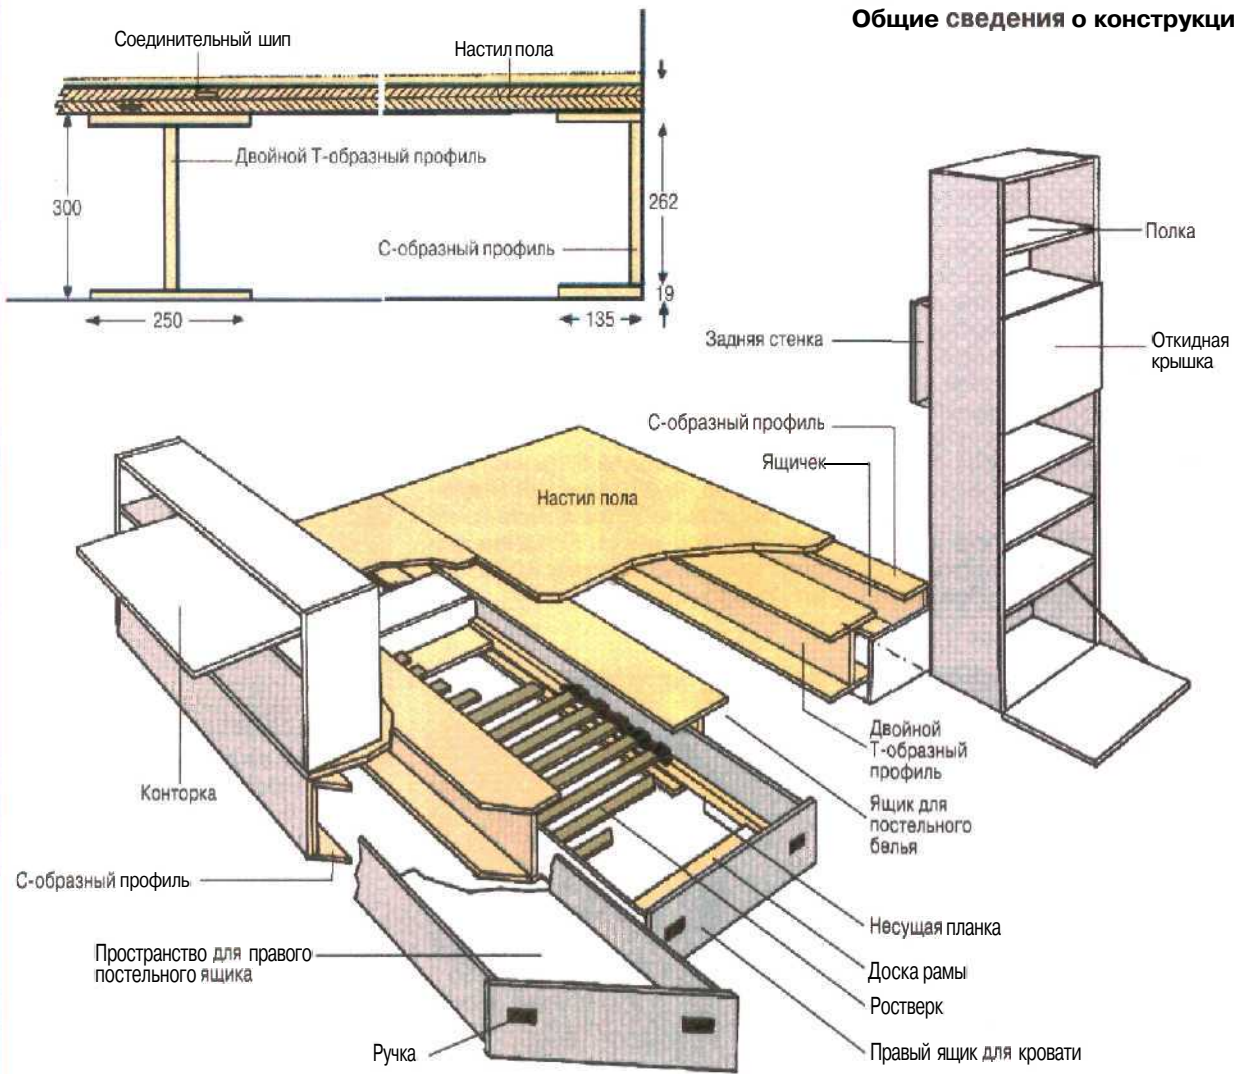 Общие сведения о конструкци
Соединительный шип
Настил пола
Двойной Т-образный профиль
300
262
С-образный профиль
19
250
135
Полка
Задняя стенка
Откидная
крышка
С-образный профиль
Ящичек
Настил пола
Двойной
Т-образный
профиль
Конторка
Ящик для
постельного
белья
С-образный профиль
Несущая планка
Пространство для правого
постельного ящика
Доска рамы
Ростверк
Ручка
Правый ящик для кровати